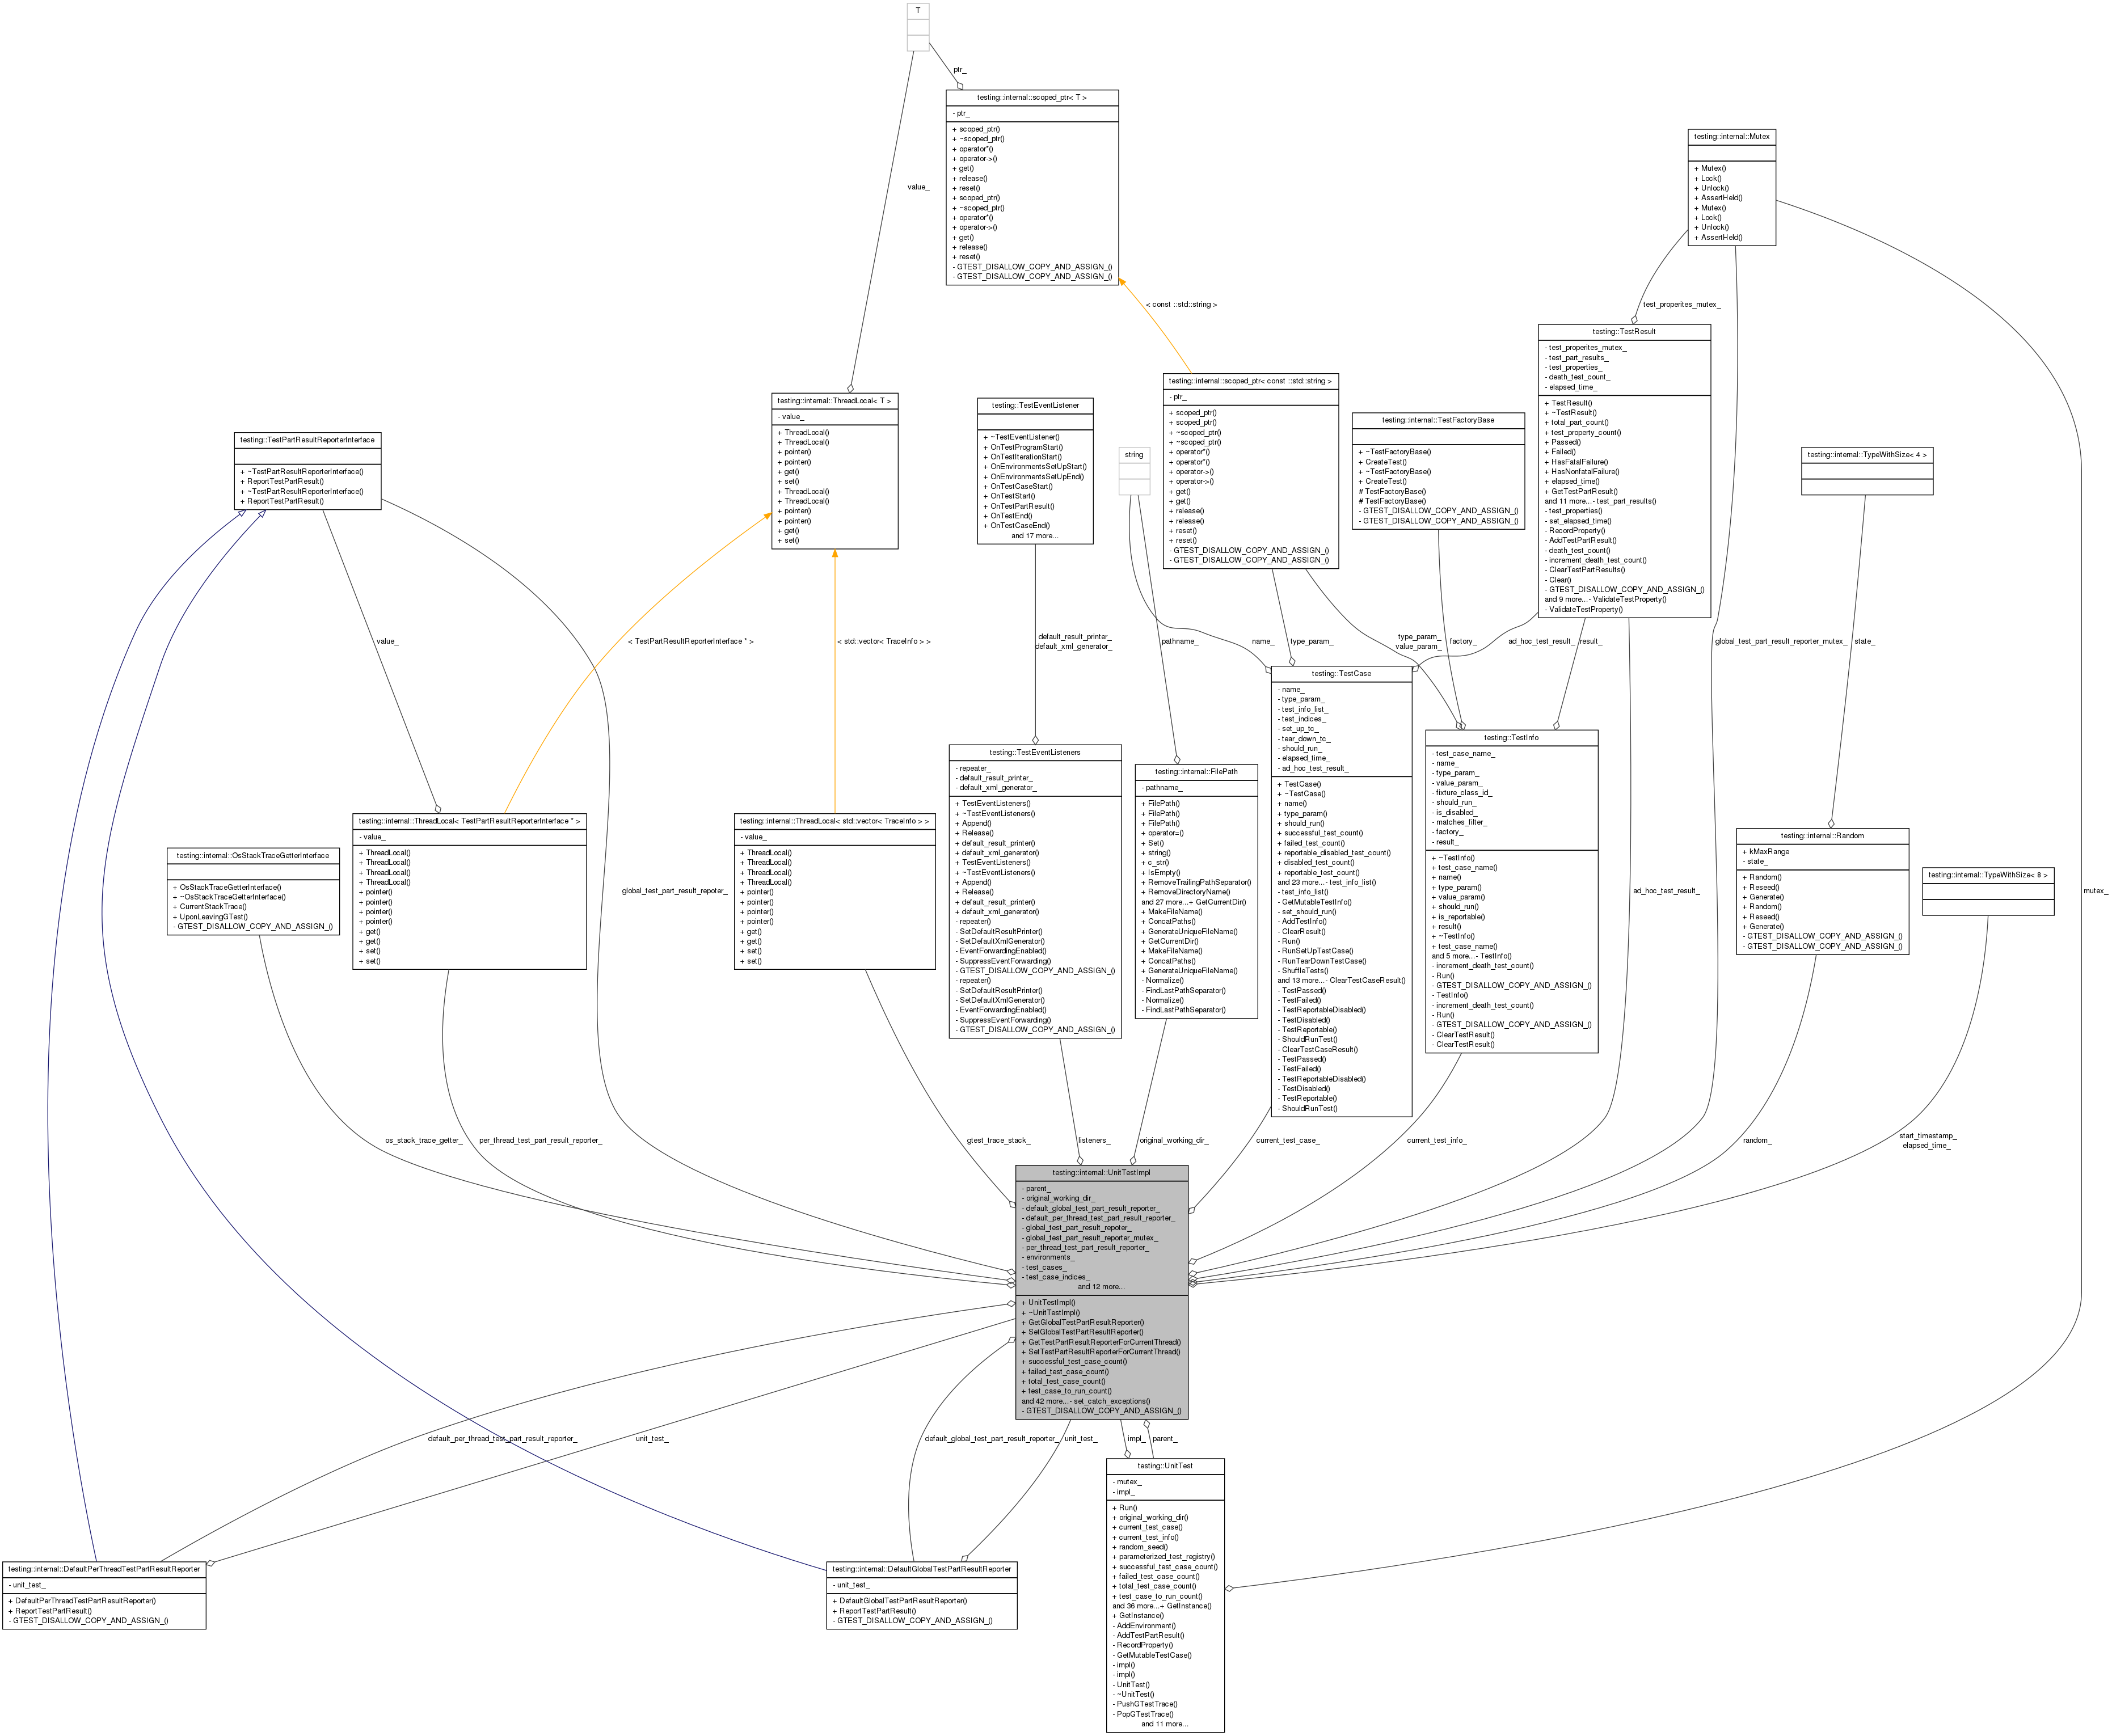 T
ptr_
testing::internal::scoped_ptr< T >
- ptr_
+ scoped_ptr()
+ ~scoped_ptr()
+ operator*()
+ operator->()
+ get()
+ release()
+ reset()
+ scoped_ptr()
+ ~scoped_ptr()
+ operator*()
+ operator->()
+ get()
+ release()
+ reset()
- GTEST_DISALLOW_COPY_AND_ASSIGN_()
- GTEST_DISALLOW_COPY_AND_ASSIGN_()
value_
testing::internal::Mutex
+ Mutex()
+ Lock()
+ Unlock()
+ AssertHeld()
+ Mutex()
+ Lock()
+ Unlock()
+ AssertHeld()
< const ::std::string >
test_properites_mutex_
testing::TestResult
- test_properites_mutex_
- test_part_results_
- test_properties_
- death_test_count_
- elapsed_time_
+ TestResult()
+ ~TestResult()
+ total_part_count()
+ test_property_count()
+ Passed()
+ Failed()
+ HasFatalFailure()
+ HasNonfatalFailure()
+ elapsed_time()
+ GetTestPartResult()
and 11 more...- test_part_results()
- test_properties()
- set_elapsed_time()
- RecordProperty()
- AddTestPartResult()
- death_test_count()
- increment_death_test_count()
- ClearTestPartResults()
- Clear()
- GTEST_DISALLOW_COPY_AND_ASSIGN_()
and 9 more...- ValidateTestProperty()
- ValidateTestProperty()
testing::internal::scoped_ptr< const ::std::string >
- ptr_
+ scoped_ptr()
+ scoped_ptr()
+ ~scoped_ptr()
+ ~scoped_ptr()
+ operator*()
+ operator*()
+ operator->()
+ operator->()
+ get()
+ get()
+ release()
+ release()
+ reset()
+ reset()
- GTEST_DISALLOW_COPY_AND_ASSIGN_()
- GTEST_DISALLOW_COPY_AND_ASSIGN_()
testing::internal::ThreadLocal< T >
- value_
+ ThreadLocal()
+ ThreadLocal()
+ pointer()
+ pointer()
+ get()
+ set()
+ ThreadLocal()
+ ThreadLocal()
+ pointer()
+ pointer()
+ get()
+ set()
testing::TestEventListener
+ ~TestEventListener()
+ OnTestProgramStart()
+ OnTestIterationStart()
+ OnEnvironmentsSetUpStart()
+ OnEnvironmentsSetUpEnd()
+ OnTestCaseStart()
+ OnTestStart()
+ OnTestPartResult()
+ OnTestEnd()
+ OnTestCaseEnd()
and 17 more...
testing::internal::TestFactoryBase
+ ~TestFactoryBase()
+ CreateTest()
+ ~TestFactoryBase()
+ CreateTest()
# TestFactoryBase()
# TestFactoryBase()
- GTEST_DISALLOW_COPY_AND_ASSIGN_()
- GTEST_DISALLOW_COPY_AND_ASSIGN_()
testing::TestPartResultReporterInterface
+ ~TestPartResultReporterInterface()
+ ReportTestPartResult()
+ ~TestPartResultReporterInterface()
+ ReportTestPartResult()
string
testing::internal::TypeWithSize< 4 >
value_
< TestPartResultReporterInterface * >
< std::vector< TraceInfo > >
default_result_printer_
default_xml_generator_
pathname_
name_
type_param_
type_param_
value_param_
factory_
ad_hoc_test_result_
result_
global_test_part_result_reporter_mutex_
state_
testing::TestCase
- name_
- type_param_
- test_info_list_
- test_indices_
- set_up_tc_
- tear_down_tc_
- should_run_
- elapsed_time_
- ad_hoc_test_result_
+ TestCase()
+ ~TestCase()
+ name()
+ type_param()
+ should_run()
+ successful_test_count()
+ failed_test_count()
+ reportable_disabled_test_count()
+ disabled_test_count()
+ reportable_test_count()
and 23 more...- test_info_list()
- test_info_list()
- GetMutableTestInfo()
- set_should_run()
- AddTestInfo()
- ClearResult()
- Run()
- RunSetUpTestCase()
- RunTearDownTestCase()
- ShuffleTests()
and 13 more...- ClearTestCaseResult()
- TestPassed()
- TestFailed()
- TestReportableDisabled()
- TestDisabled()
- TestReportable()
- ShouldRunTest()
- ClearTestCaseResult()
- TestPassed()
- TestFailed()
- TestReportableDisabled()
- TestDisabled()
- TestReportable()
- ShouldRunTest()
testing::TestInfo
- test_case_name_
- name_
- type_param_
- value_param_
- fixture_class_id_
- should_run_
- is_disabled_
- matches_filter_
- factory_
- result_
+ ~TestInfo()
+ test_case_name()
+ name()
+ type_param()
+ value_param()
+ should_run()
+ is_reportable()
+ result()
+ ~TestInfo()
+ test_case_name()
and 5 more...- TestInfo()
- increment_death_test_count()
- Run()
- GTEST_DISALLOW_COPY_AND_ASSIGN_()
- TestInfo()
- increment_death_test_count()
- Run()
- GTEST_DISALLOW_COPY_AND_ASSIGN_()
- ClearTestResult()
- ClearTestResult()
testing::TestEventListeners
- repeater_
- default_result_printer_
- default_xml_generator_
+ TestEventListeners()
+ ~TestEventListeners()
+ Append()
+ Release()
+ default_result_printer()
+ default_xml_generator()
+ TestEventListeners()
+ ~TestEventListeners()
+ Append()
+ Release()
+ default_result_printer()
+ default_xml_generator()
- repeater()
- SetDefaultResultPrinter()
- SetDefaultXmlGenerator()
- EventForwardingEnabled()
- SuppressEventForwarding()
- GTEST_DISALLOW_COPY_AND_ASSIGN_()
- repeater()
- SetDefaultResultPrinter()
- SetDefaultXmlGenerator()
- EventForwardingEnabled()
- SuppressEventForwarding()
- GTEST_DISALLOW_COPY_AND_ASSIGN_()
testing::internal::FilePath
- pathname_
+ FilePath()
+ FilePath()
+ FilePath()
+ operator=()
+ Set()
+ string()
+ c_str()
+ IsEmpty()
+ RemoveTrailingPathSeparator()
+ RemoveDirectoryName()
and 27 more...+ GetCurrentDir()
+ MakeFileName()
+ ConcatPaths()
+ GenerateUniqueFileName()
+ GetCurrentDir()
+ MakeFileName()
+ ConcatPaths()
+ GenerateUniqueFileName()
- Normalize()
- FindLastPathSeparator()
- Normalize()
- FindLastPathSeparator()
testing::internal::ThreadLocal< TestPartResultReporterInterface * >
- value_
+ ThreadLocal()
+ ThreadLocal()
+ ThreadLocal()
+ ThreadLocal()
+ pointer()
+ pointer()
+ pointer()
+ pointer()
+ get()
+ get()
+ set()
+ set()
testing::internal::ThreadLocal< std::vector< TraceInfo > >
- value_
+ ThreadLocal()
+ ThreadLocal()
+ ThreadLocal()
+ ThreadLocal()
+ pointer()
+ pointer()
+ pointer()
+ pointer()
+ get()
+ get()
+ set()
+ set()
testing::internal::Random
+ kMaxRange
- state_
+ Random()
+ Reseed()
+ Generate()
+ Random()
+ Reseed()
+ Generate()
- GTEST_DISALLOW_COPY_AND_ASSIGN_()
- GTEST_DISALLOW_COPY_AND_ASSIGN_()
testing::internal::OsStackTraceGetterInterface
+ OsStackTraceGetterInterface()
+ ~OsStackTraceGetterInterface()
+ CurrentStackTrace()
+ UponLeavingGTest()
- GTEST_DISALLOW_COPY_AND_ASSIGN_()
testing::internal::TypeWithSize< 8 >
global_test_part_result_repoter_
ad_hoc_test_result_
mutex_
os_stack_trace_getter_
per_thread_test_part_result_reporter_
gtest_trace_stack_
listeners_
original_working_dir_
current_test_case_
current_test_info_
random_
start_timestamp_
elapsed_time_
testing::internal::UnitTestImpl
- parent_
- original_working_dir_
- default_global_test_part_result_reporter_
- default_per_thread_test_part_result_reporter_
- global_test_part_result_repoter_
- global_test_part_result_reporter_mutex_
- per_thread_test_part_result_reporter_
- environments_
- test_cases_
- test_case_indices_
and 12 more...
+ UnitTestImpl()
+ ~UnitTestImpl()
+ GetGlobalTestPartResultReporter()
+ SetGlobalTestPartResultReporter()
+ GetTestPartResultReporterForCurrentThread()
+ SetTestPartResultReporterForCurrentThread()
+ successful_test_case_count()
+ failed_test_case_count()
+ total_test_case_count()
+ test_case_to_run_count()
and 42 more...- set_catch_exceptions()
- GTEST_DISALLOW_COPY_AND_ASSIGN_()
default_per_thread_test_part_result_reporter_
unit_test_
default_global_test_part_result_reporter_
unit_test_
impl_
parent_
testing::UnitTest
- mutex_
- impl_
+ Run()
+ original_working_dir()
+ current_test_case()
+ current_test_info()
+ random_seed()
+ parameterized_test_registry()
+ successful_test_case_count()
+ failed_test_case_count()
+ total_test_case_count()
+ test_case_to_run_count()
and 36 more...+ GetInstance()
+ GetInstance()
- AddEnvironment()
- AddTestPartResult()
- RecordProperty()
- GetMutableTestCase()
- impl()
- impl()
- UnitTest()
- ~UnitTest()
- PushGTestTrace()
- PopGTestTrace()
and 11 more...
testing::internal::DefaultPerThreadTestPartResultReporter
- unit_test_
+ DefaultPerThreadTestPartResultReporter()
+ ReportTestPartResult()
- GTEST_DISALLOW_COPY_AND_ASSIGN_()
testing::internal::DefaultGlobalTestPartResultReporter
- unit_test_
+ DefaultGlobalTestPartResultReporter()
+ ReportTestPartResult()
- GTEST_DISALLOW_COPY_AND_ASSIGN_()